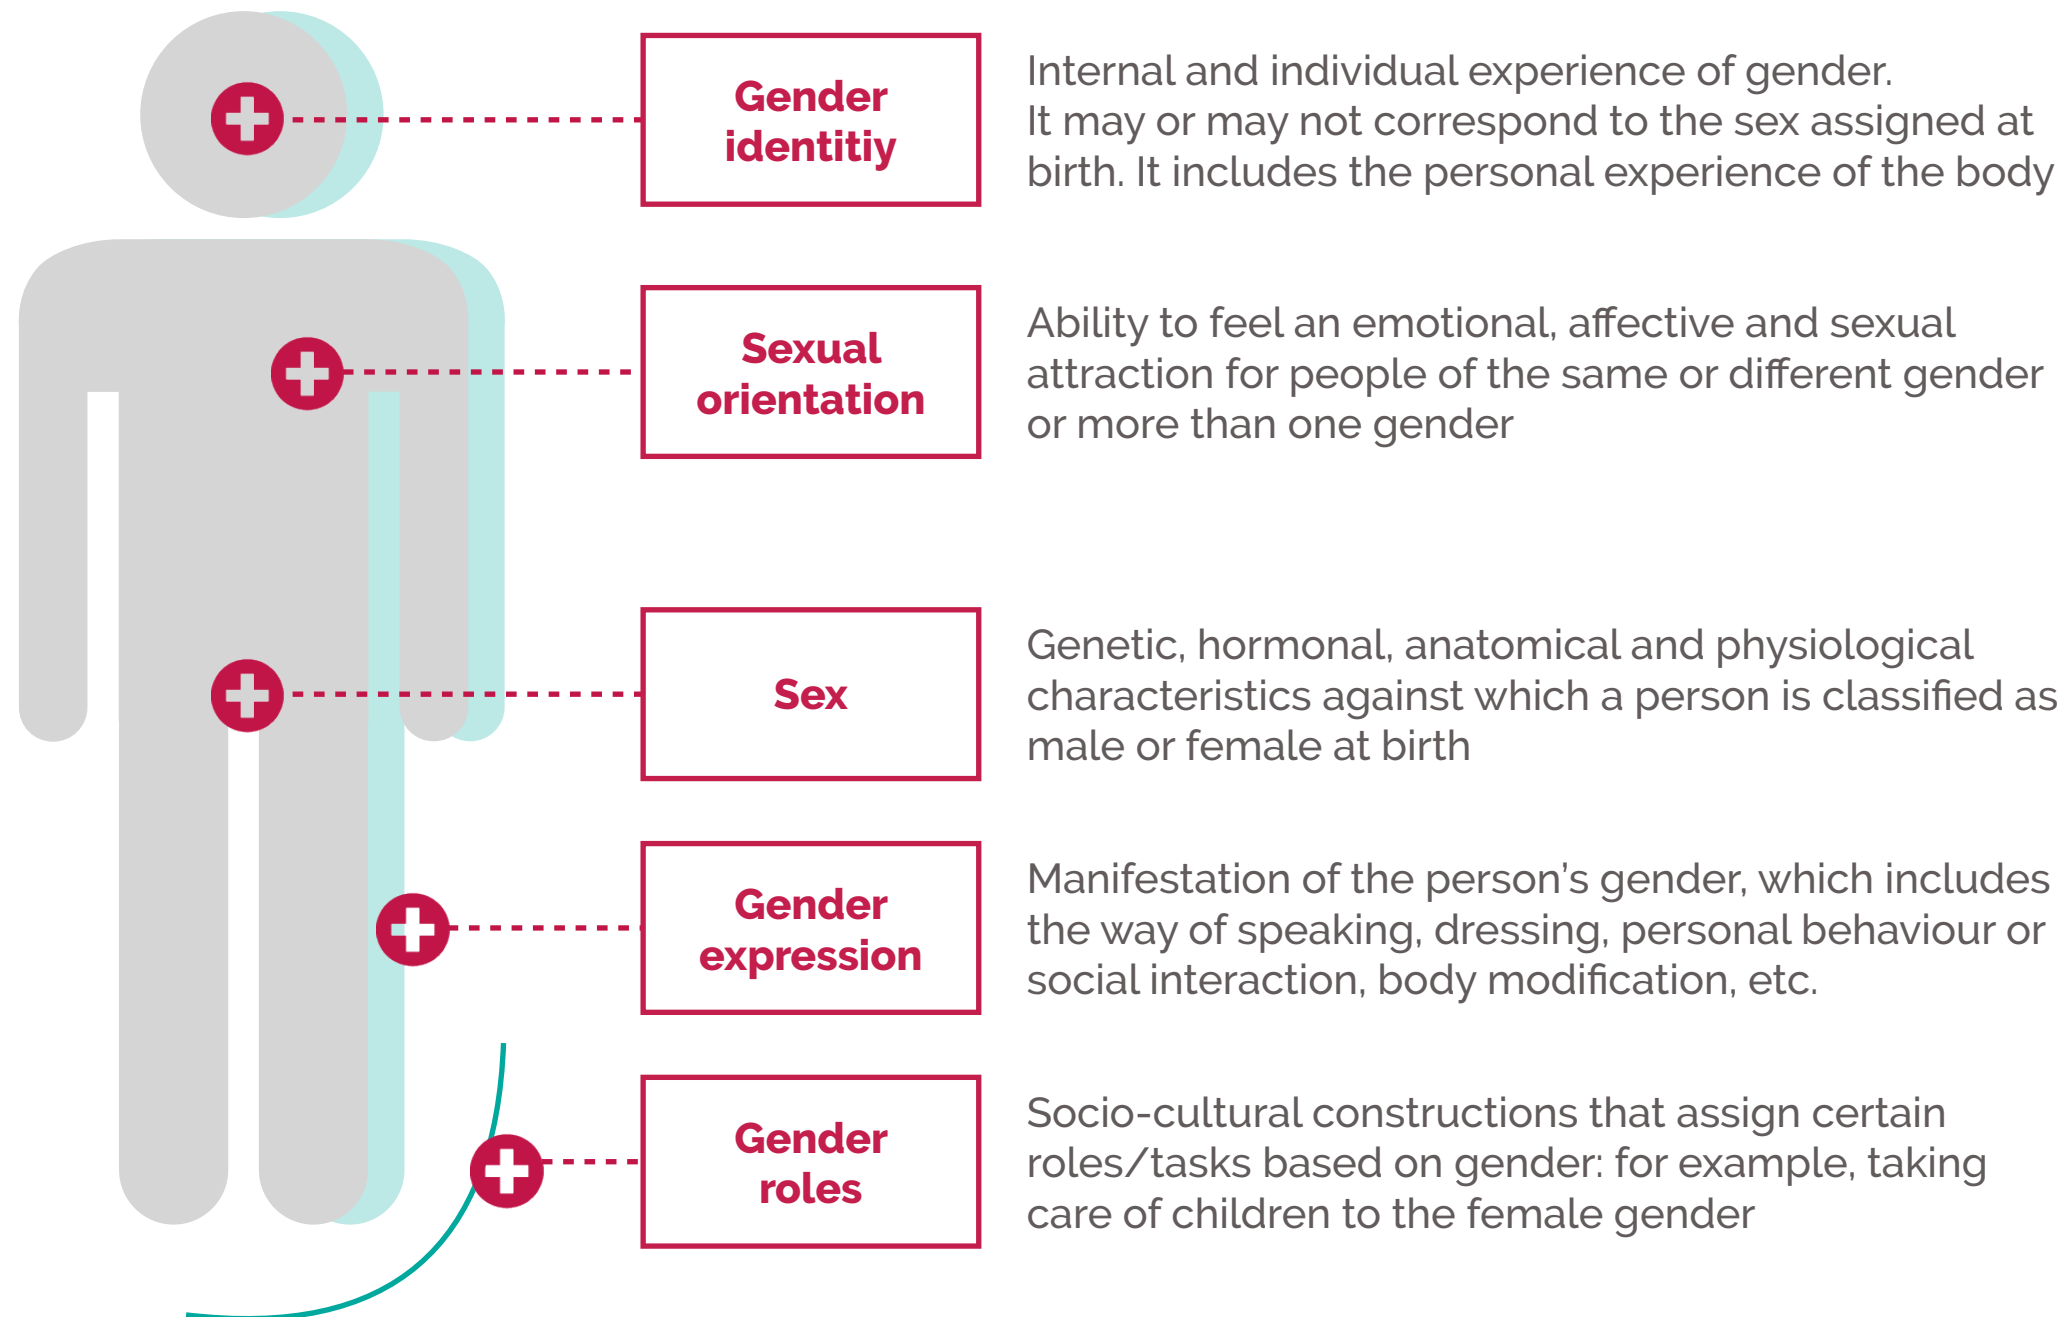 Gender
identitiy
Internal and individual experience of gender.
It may or may not correspond to the sex assigned at
birth. It includes the personal experience of the body
Sexual
orientation
Ability to feel an emotional, affective and sexual
attraction for people of the same or different gender
or more than one gender
Sex
Genetic, hormonal, anatomical and physiological
characteristics against which a person is classified as
male or female at birth
Gender
expression
Manifestation of the person’s gender, which includes
the way of speaking, dressing, personal behaviour or
social interaction, body modification, etc.
Gender
roles
Socio-cultural constructions that assign certain
roles/tasks based on gender: for example, taking
care of children to the female gender